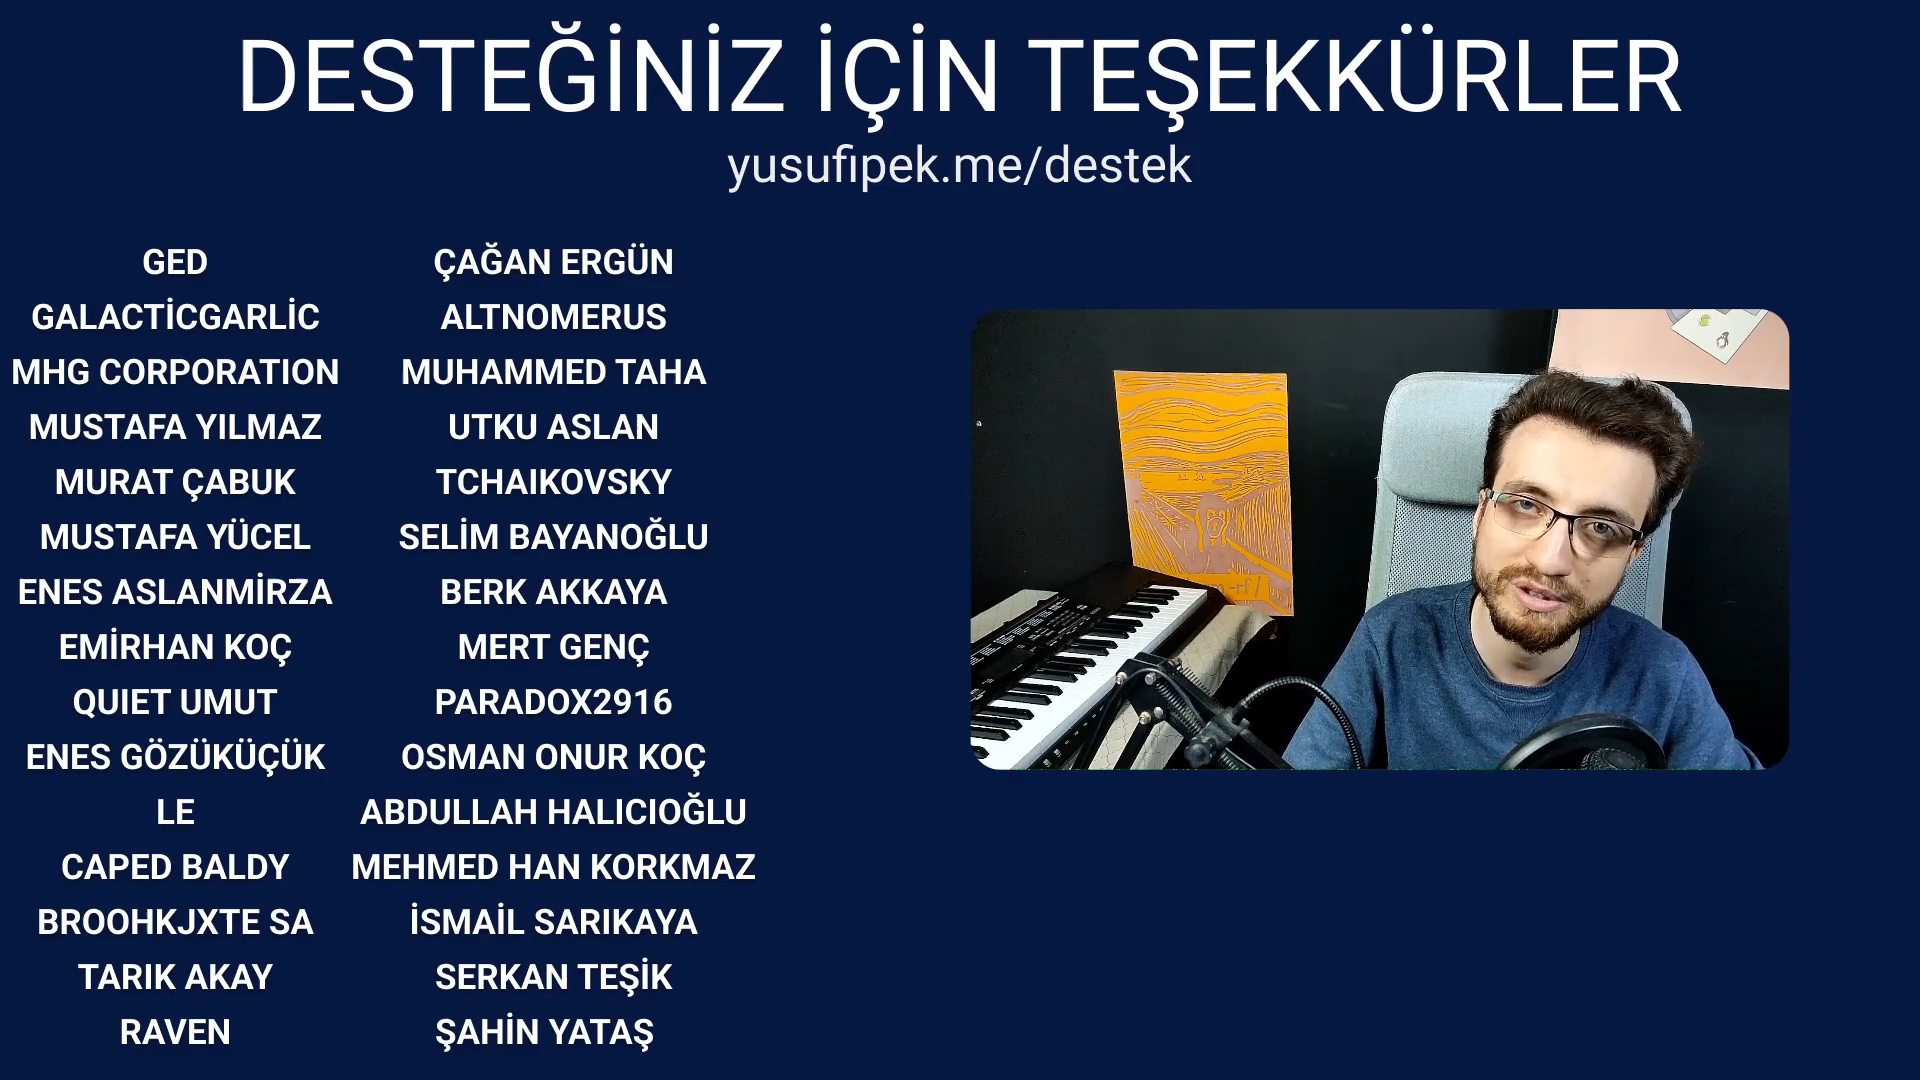 DESTEĞİNİZ İÇİN TEŞEKKÜRLER
yusufipek.me/destek
GED
GALACTİCGARLİC
MHG CORPORATION
MUSTAFA YILMAZ
MURAT ÇABUK
MUSTAFA YÜCEL
ENES ASLANMİRZA
EMİRHAN KOÇ
QUIET UMUT
ENES GÖZÜKÜÇÜK
LE
CAPED BALDY
BROOHKJXTE SA
TARIK AKAY
RAVEN
ÇAĞAN ERGÜN
ALTNOMERUS
MUHAMMED TAHA
UTKU ASLAN
TCHAIKOVSKY
SELİM BAYANOĞLU
BERK AKKAYA
MERT GENÇ
PARADOX2916
OSMAN ONUR KOÇ
ABDULLAH HALICIOĞLU
MEHMED HAN KORKMAZ
İSMAİL SARIKAYA
SERKAN TEŞİK
ŞAHİN YATAŞ